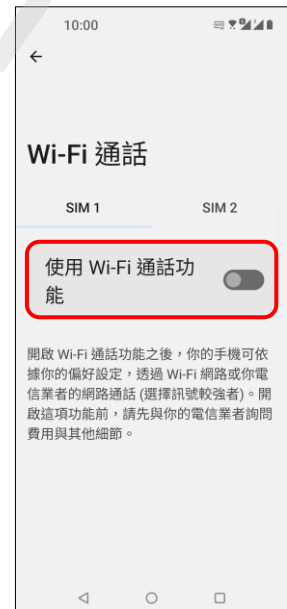 10:00
Wi-Fi 通話
SIM 1 SIM 2
使用 Wi-Fi 通話功
能
開啟 Wi-Fi 通話功能之後，你的手機可依
據你的偏好設定，透過 Wi-Fi 網路或你電
信業者的網路通話 (選擇訊號較強者)。開
啟這項功能前，請先與你的電信業者詢問
費用與其他細節。